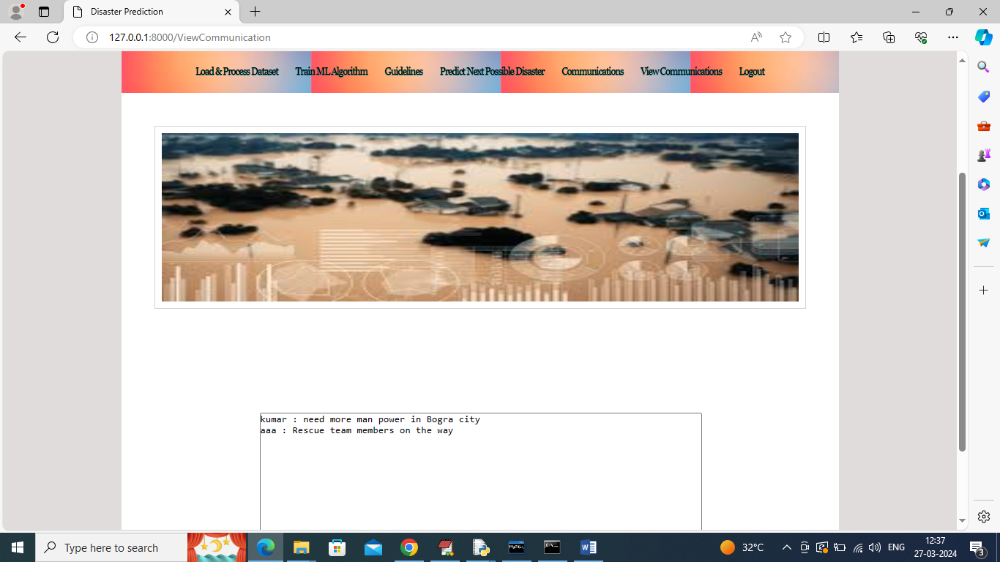 Disaster Prediction
127.0.0.1:8000/ViewCommunication
Load & Process Dataset Train ML Algorithm Guidelines Predict Next Possible Disaster Communications View Communications Logout
kumar : need more man power in Bogra city
aaa : Rescue team members on the way
Type here to search
32°C
ENG
12:37
27-03-2024
3